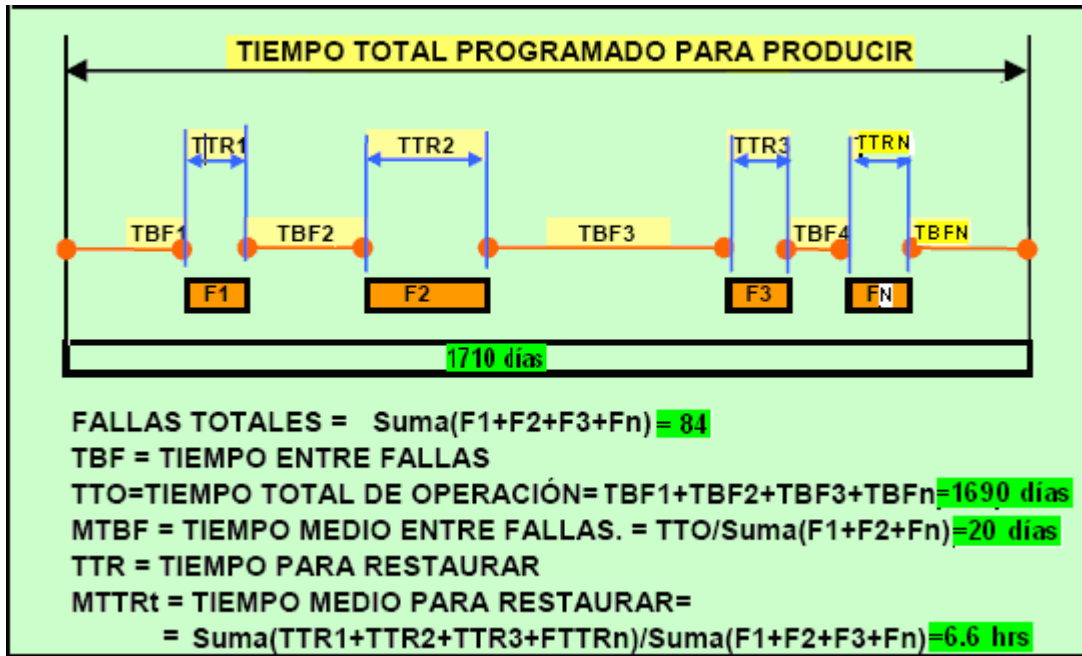 TIEMPO TOTAL PROGRAMADO PARA PRODUCIR
TTR1 TTR2 TTR3 TTRN
TBF1 TBF2 TBF3 TBF4 TBFN
F1 F2 F3 FN
1710 días
FALLAS TOTALES = Suma(F1+F2+F3+Fn) = 84
TBF = TIEMPO ENTRE FALLAS
TTO=TIEMPO TOTAL DE OPERACIÓN= TBF1+TBF2+TBF3+TBFn=1690 días
MTBF = TIEMPO MEDIO ENTRE FALLAS. = TTO/Suma(F1+F2+Fn)=20 días
TTR = TIEMPO PARA RESTAURAR
MTTRt = TIEMPO MEDIO PARA RESTAURAR=
= Suma(TTR1+TTR2+TTR3+FTTRn)/Suma(F1+F2+F3+Fn)=6.6 hrs